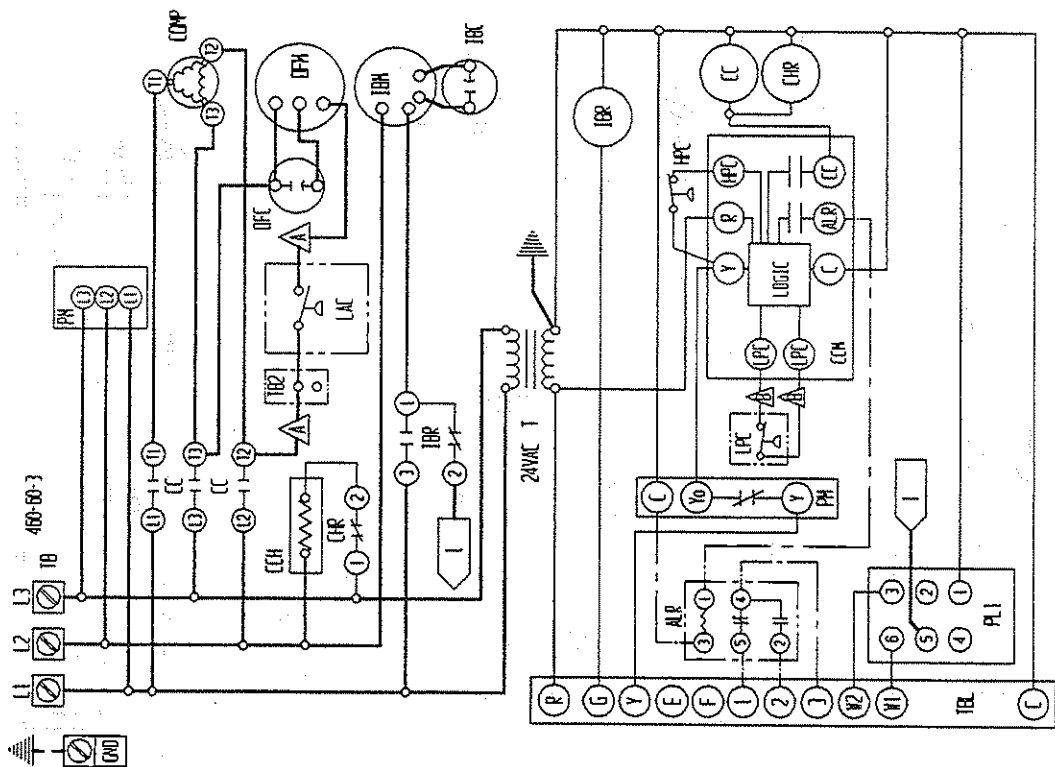 460-60-3
L1
L2
L3
TB
GND
PM
L3
L2
L1
COMP
T1
T2
T3
L1
T1
CC
L3
T3
CC
L2
T2
OFM
OFC
A
LAC
TB2
A
CCH
CHR
1
2
IBM
IBC
3
1
IBR
2
1
24VAC T
R
G
Y
E
F
1
2
3
W2
W1
TBL
C
IBR
CC
CHR
HPC
HPC
R
Y
CC
ALR
C
LOGIC
LPC
LPC
CCM
B
B
LPC
C
Yo
Y
PM
ALR
1
3
4
5
2
1
3
2
1
6
5
4
PL1